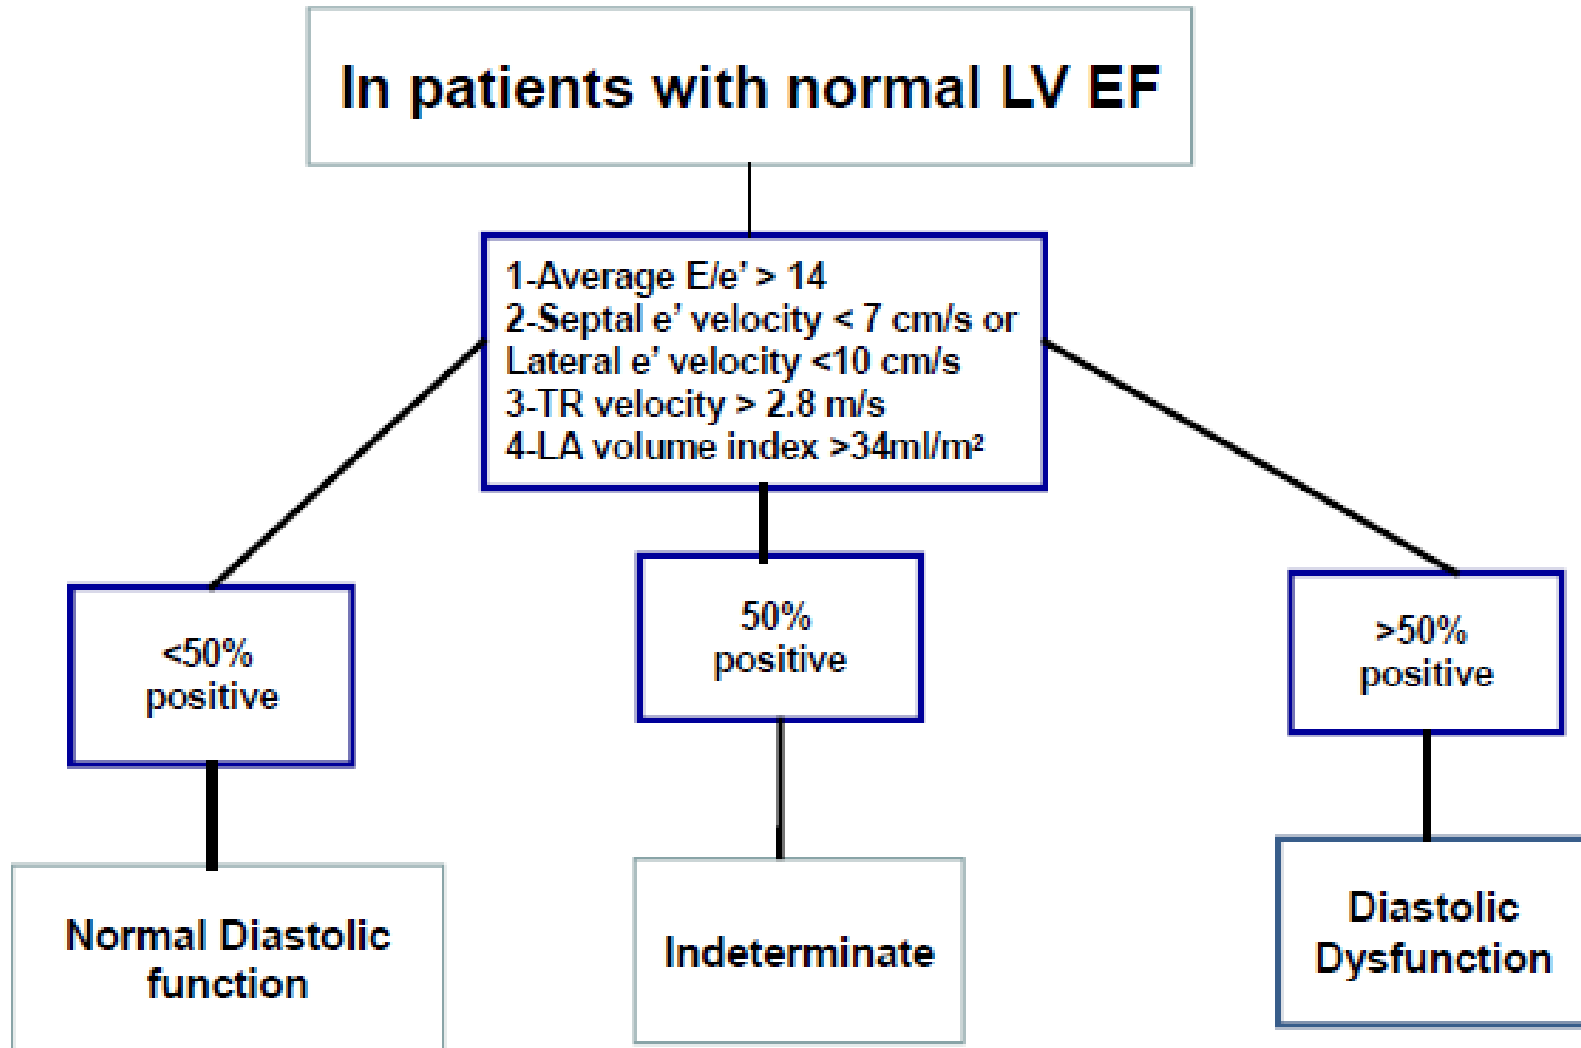 In patients with normal LV EF
1-Average E/e' > 14
2-Septal e' velocity < 7 cm/s or
Lateral e' velocity <10 cm/s
3-TR velocity > 2.8 m/s
4-LA volume index >34ml/m²
<50%
positive
50%
positive
>50%
positive
Normal Diastolic
function
Indeterminate
Diastolic
Dysfunction